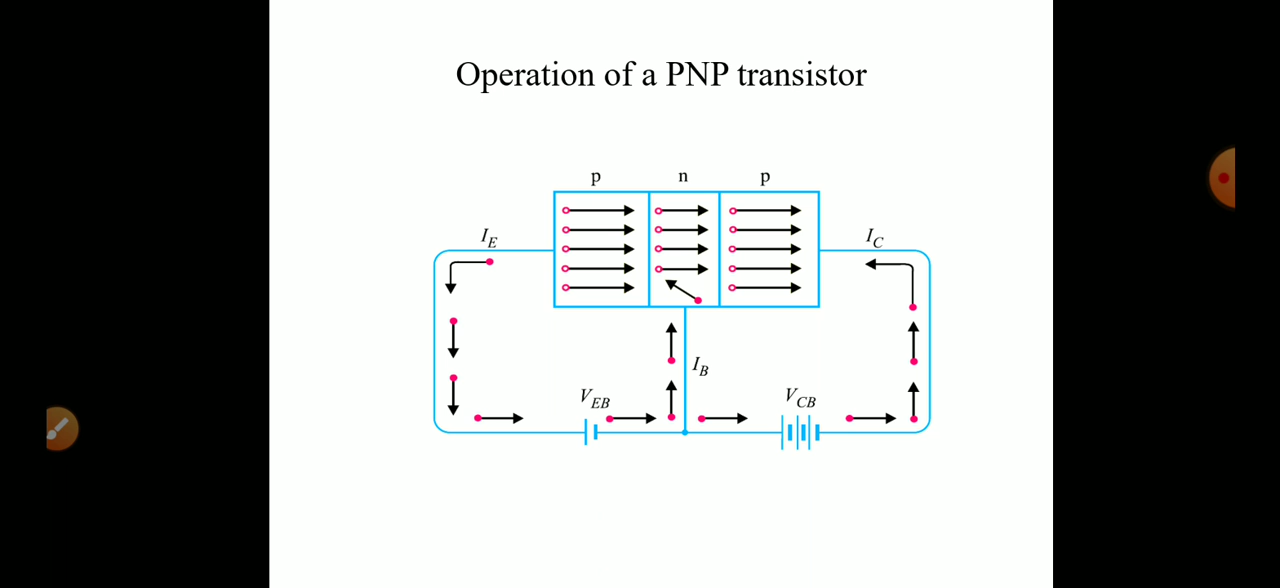 Operation of a PNP transistor
p n p
I_E I_C
I_B
V_EB V_CB